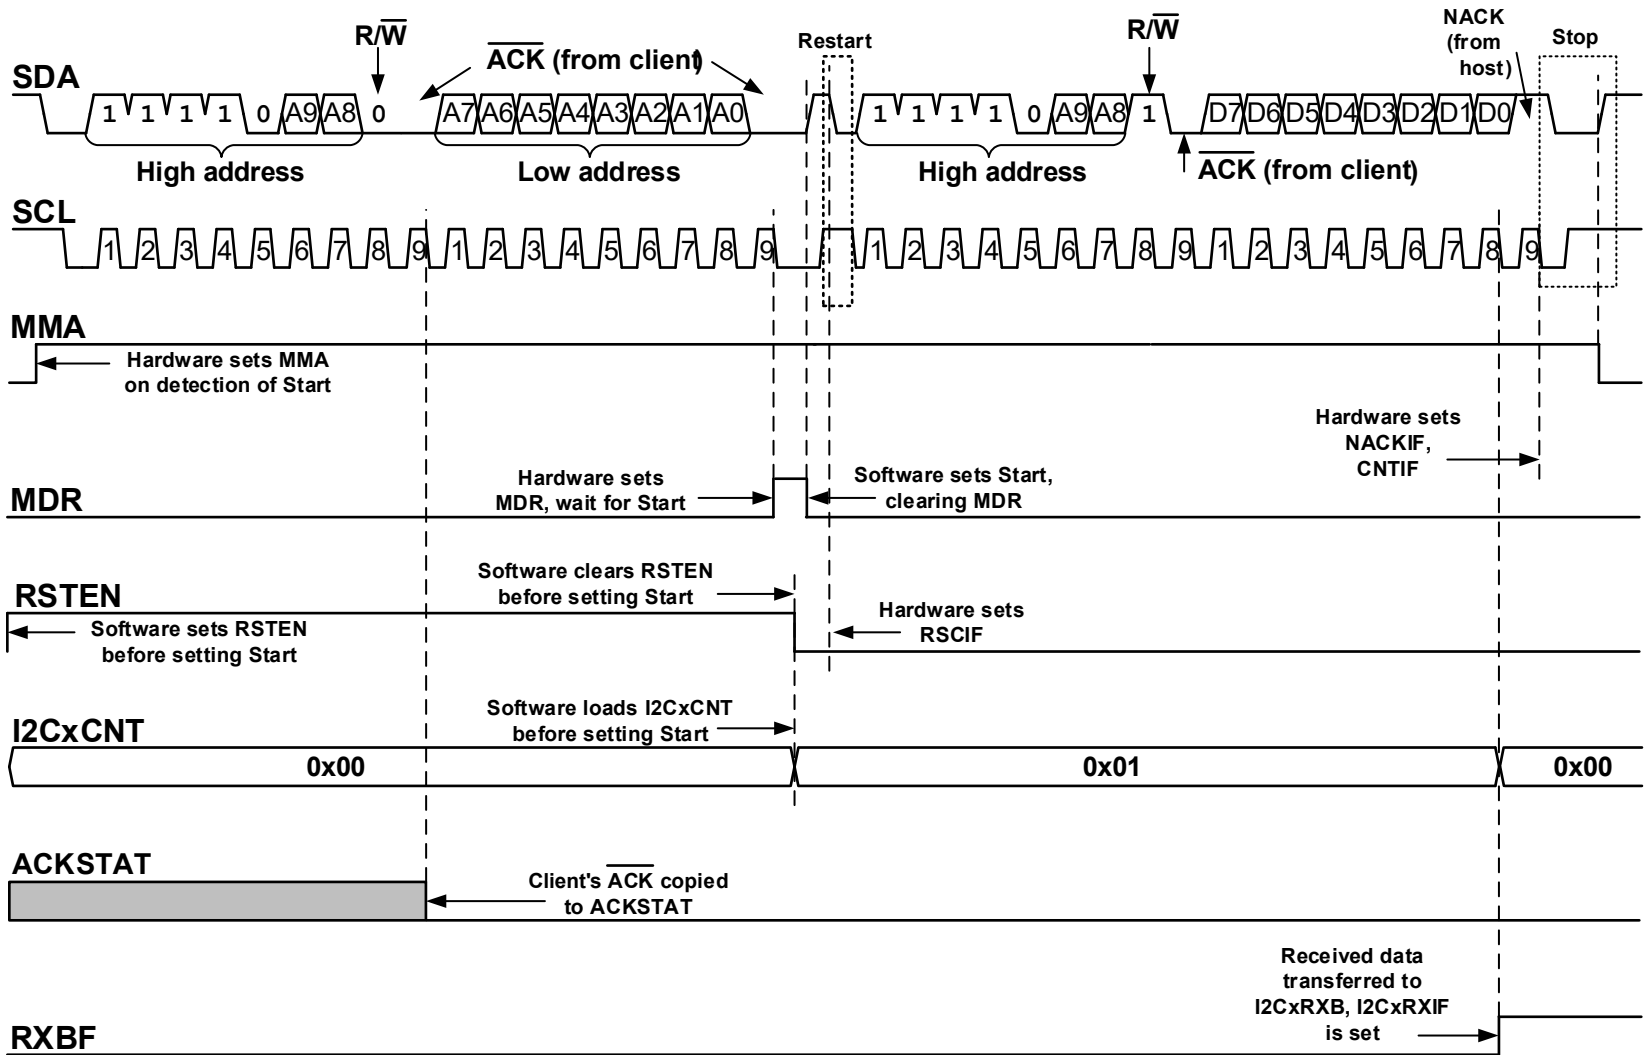 R/W
R/W
NACK
(from
host)
Restart
Stop
ACK (from client)
SDA
1 1 1 1 0 A9 A8 0
A7 A6 A5 A4 A3 A2 A1 A0
1 1 1 1 0 A9 A8 1
D7 D6 D5 D4 D3 D2 D1 D0
High address
Low address
High address
ACK (from client)
SCL
1 2 3 4 5 6 7 8 9 1 2 3 4 5 6 7 8 9 1 2 3 4 5 6 7 8 9 1 2 3 4 5 6 7 8 9
MMA
Hardware sets MMA
on detection of Start
Hardware sets
NACKIF,
CNTIF
MDR
Hardware sets
MDR, wait for Start
Software sets Start,
clearing MDR
RSTEN
Software sets RSTEN
before setting Start
Software clears RSTEN
before setting Start
Hardware sets
RSCIF
I2CxCNT
Software loads I2CxCNT
before setting Start
0x00
0x01
0x00
ACKSTAT
Client's ACK copied
to ACKSTAT
RXBF
Received data
transferred to
I2CxRXB, I2CxRXIF
is set